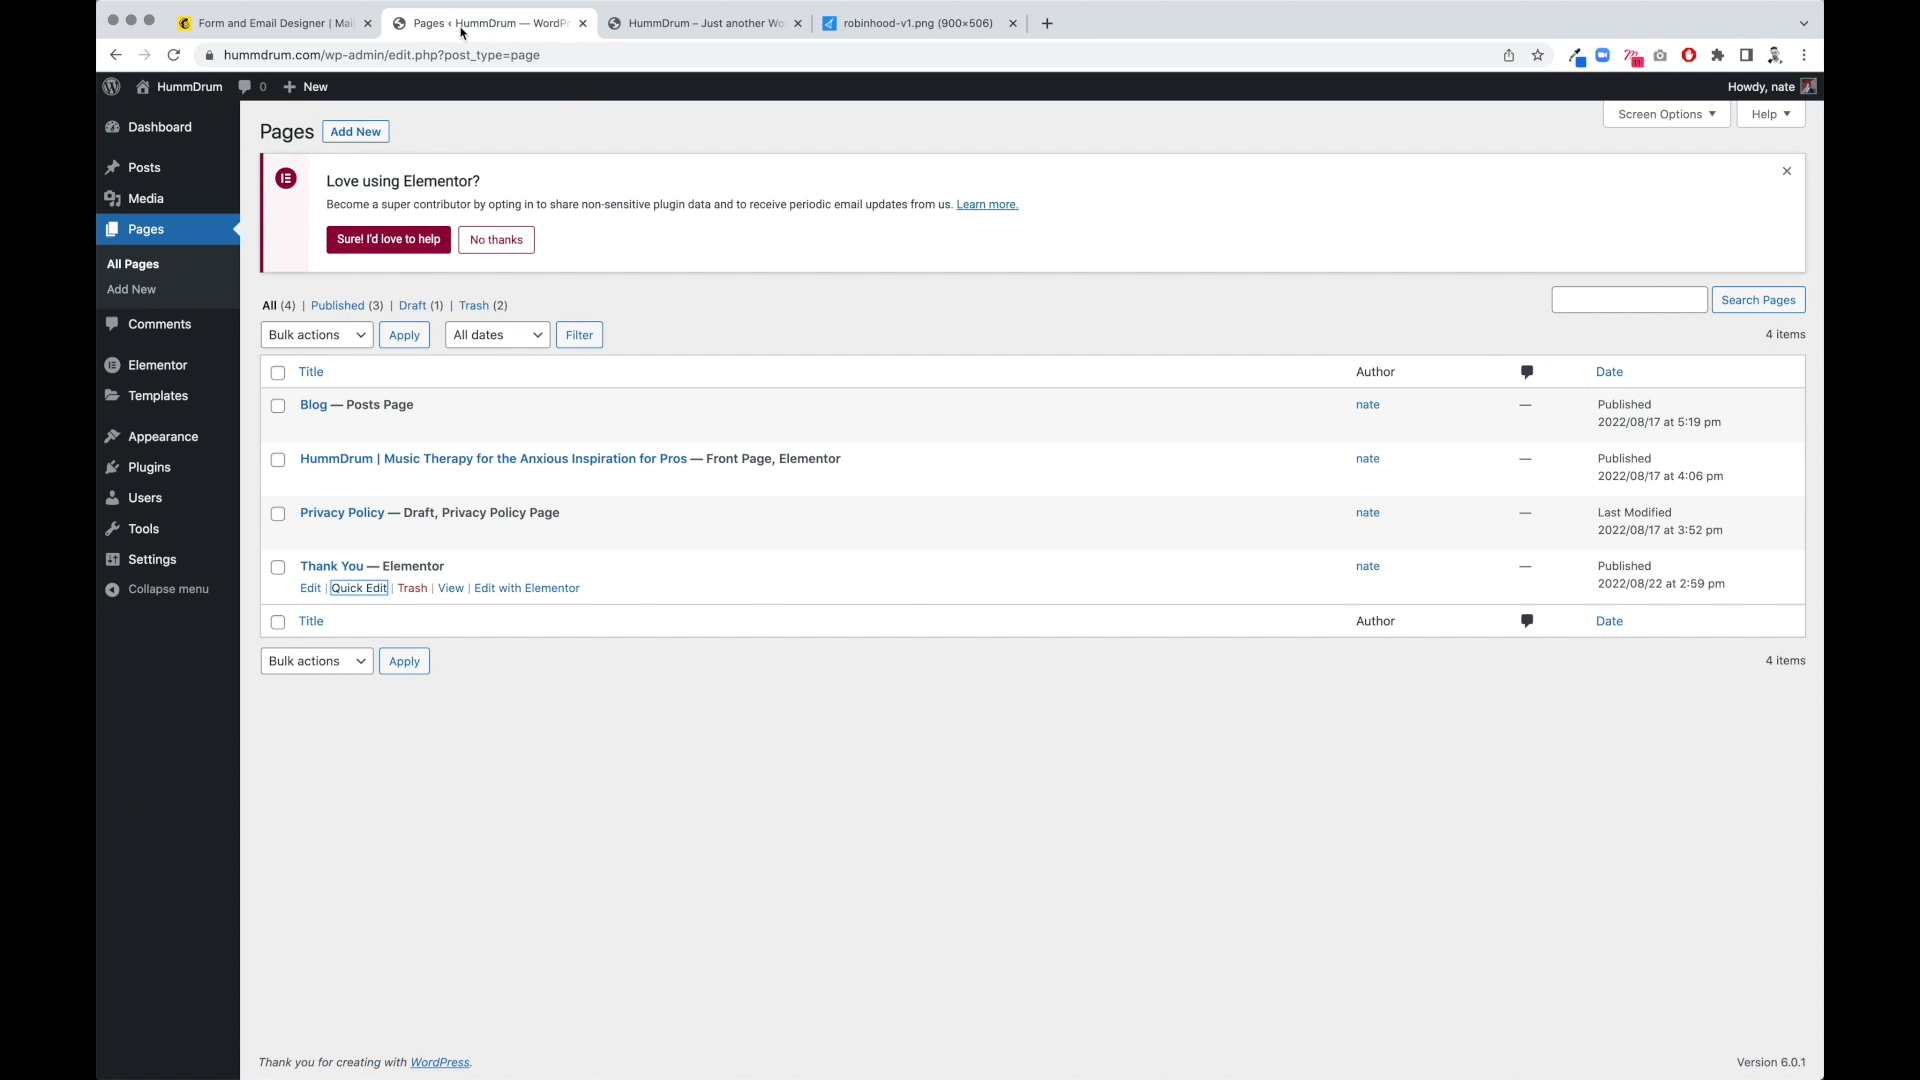 Form and Email Designer | Mai
Pages ‹ HummDrum — WordPr
HummDrum – Just another Wo
robinhood-v1.png (900×506)
hummdrum.com/wp-admin/edit.php?post_type=page
11
HummDrum
0
New
Howdy, nate
Dashboard
Posts
Media
Pages
All Pages
Add New
Comments
Elementor
Templates
Appearance
Plugins
Users
Tools
Settings
Collapse menu
Pages
Add New
Screen Options
Help
Love using Elementor?
Become a super contributor by opting in to share non-sensitive plugin data and to receive periodic email updates from us. Learn more.
Sure! I'd love to help
No thanks
All (4) | Published (3) | Draft (1) | Trash (2)
Search Pages
Bulk actions
Apply
All dates
Filter
4 items
Title
Author
Date
Blog — Posts Page
nate
—
Published
2022/08/17 at 5:19 pm
HummDrum | Music Therapy for the Anxious Inspiration for Pros — Front Page, Elementor
nate
—
Published
2022/08/17 at 4:06 pm
Privacy Policy — Draft, Privacy Policy Page
nate
—
Last Modified
2022/08/17 at 3:52 pm
Thank You — Elementor
Edit | Quick Edit | Trash | View | Edit with Elementor
nate
—
Published
2022/08/22 at 2:59 pm
Title
Author
Date
Bulk actions
Apply
4 items
Thank you for creating with WordPress.
Version 6.0.1